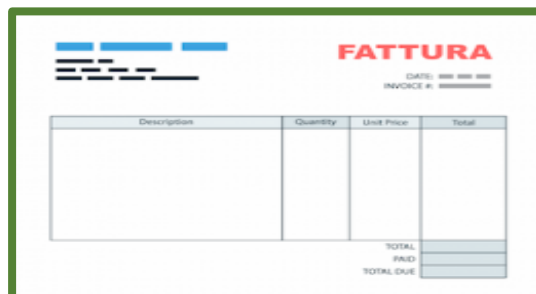 FATTURA
DATE:
INVOICE #:
Description Quantity Unit Price Total
TOTAL
PAID
TOTAL DUE